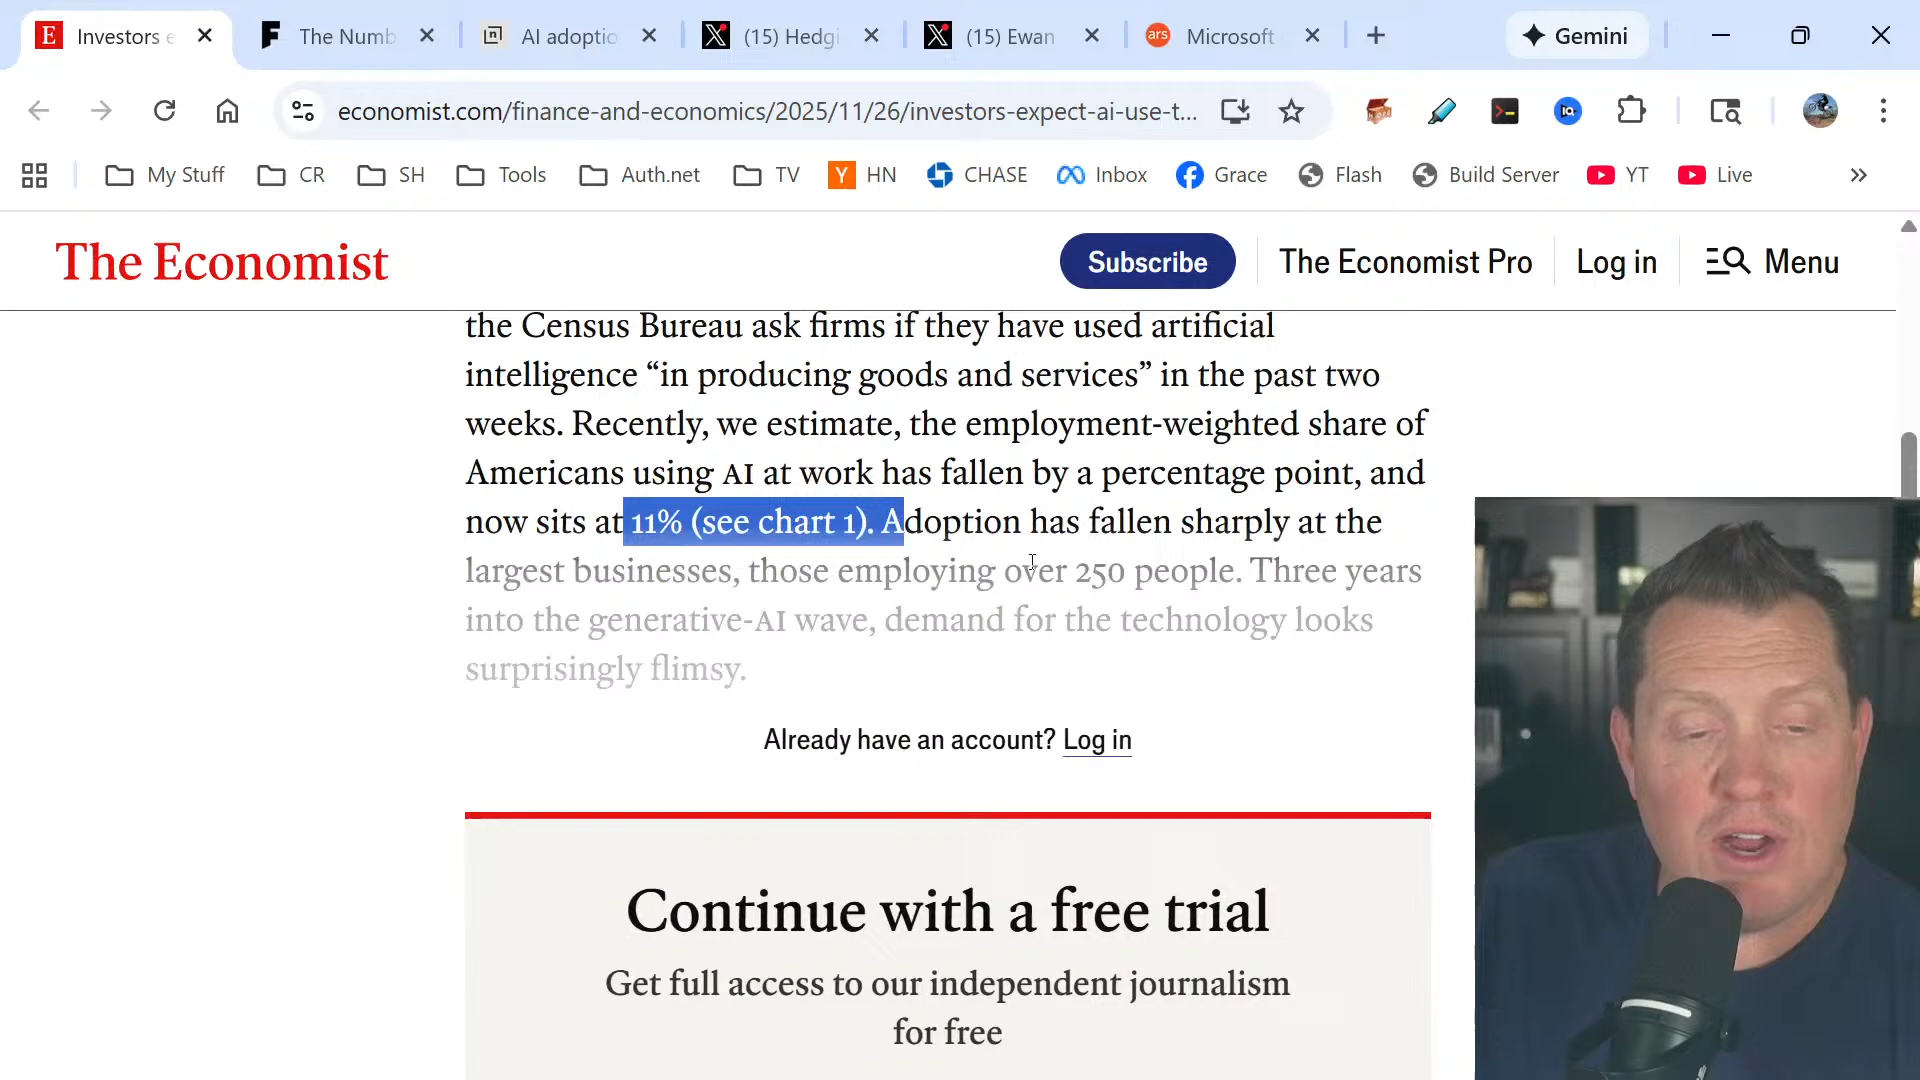 Investors e
The Numb
AI adoptio
(15) Hedgi
(15) Ewan
ars
Microsoft
Gemini
economist.com/finance-and-economics/2025/11/26/investors-expect-ai-use-t...
My Stuff
CR
SH
Tools
Auth.net
TV
HN
CHASE
Inbox
Grace
Flash
Build Server
YT
Live
The Economist
Subscribe
The Economist Pro
Log in
Menu
the Census Bureau ask firms if they have used artificial
intelligence “in producing goods and services” in the past two
weeks. Recently, we estimate, the employment-weighted share of
Americans using AI at work has fallen by a percentage point, and
now sits at 11% (see chart 1). Adoption has fallen sharply at the
largest businesses, those employing over 250 people. Three years
into the generative-AI wave, demand for the technology looks
surprisingly flimsy.
Already have an account? Log in
Continue with a free trial
Get full access to our independent journalism
for free